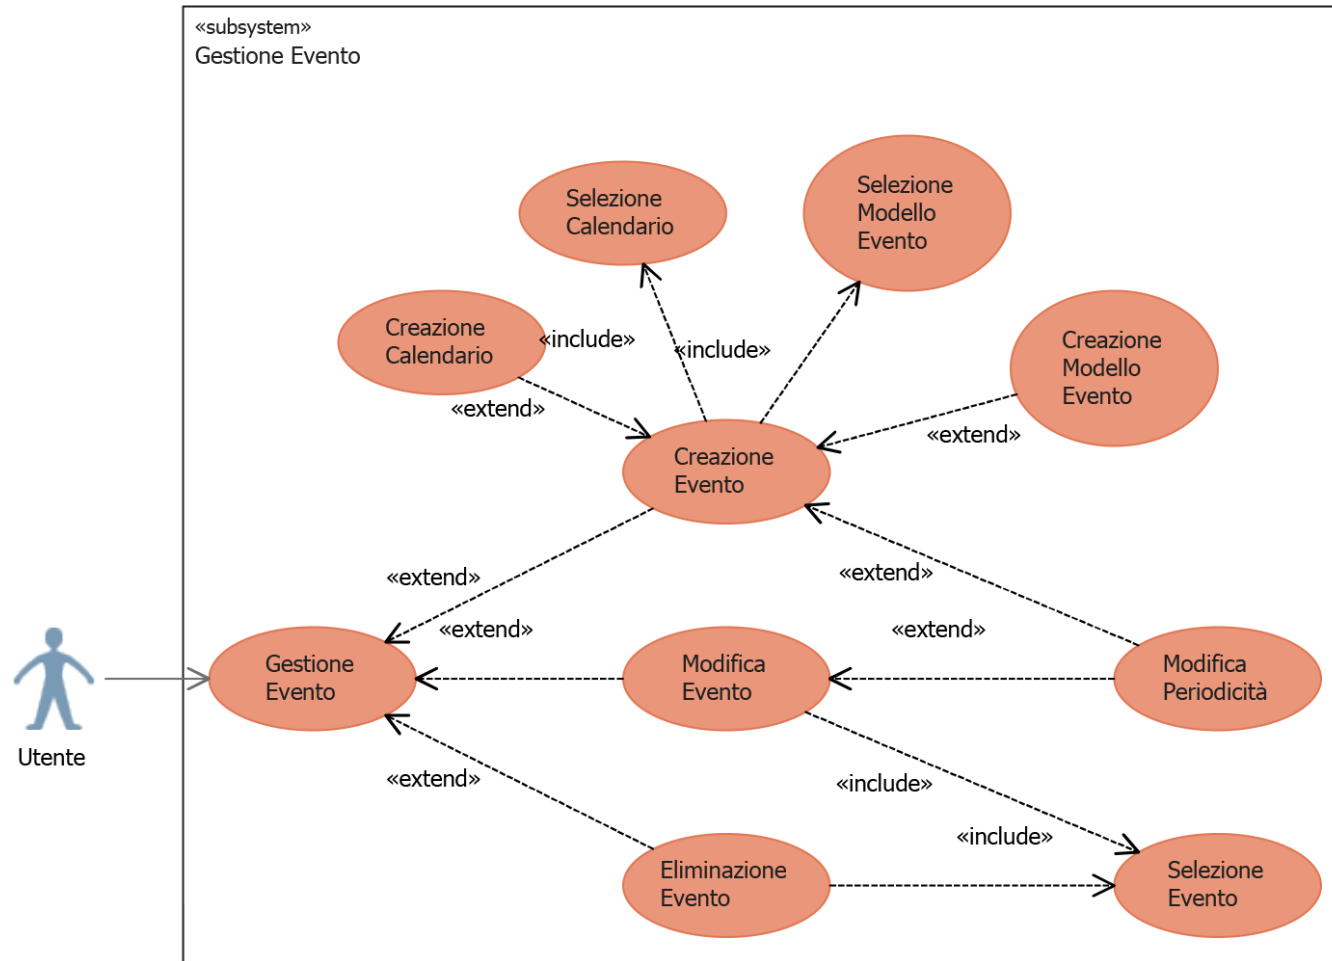 «subsystem»
Gestione Evento
Selezione
Calendario
Selezione
Modello
Evento
Creazione
Calendario
«include»
«include»
Creazione
Modello
Evento
«extend»
«extend»
Creazione
Evento
«extend»
«extend»
«extend»
«extend»
Gestione
Evento
Modifica
Evento
Modifica
Periodicità
Utente
«extend»
«include»
«include»
Eliminazione
Evento
Selezione
Evento